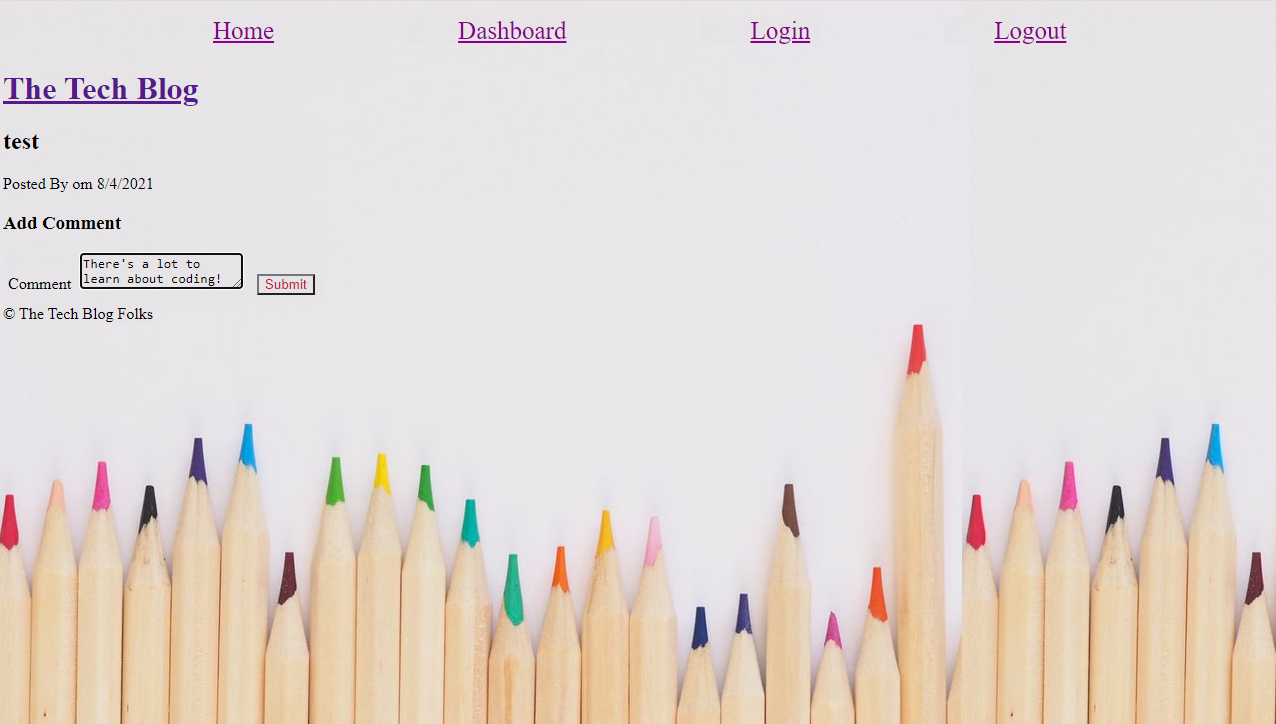 Home Dashboard Login Logout
The Tech Blog
test
Posted By om 8/4/2021
Add Comment
Comment There's a lot to
learn about coding! Submit
© The Tech Blog Folks